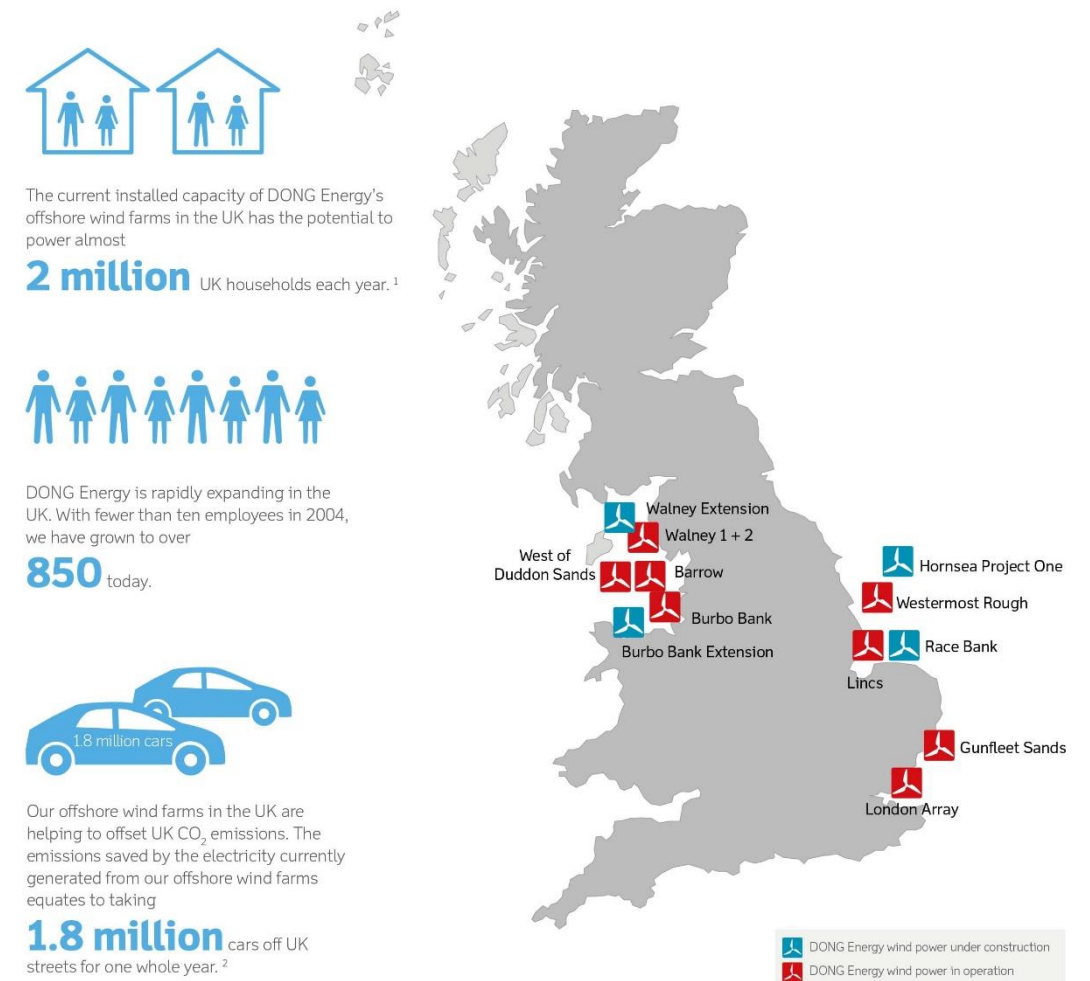 The current installed capacity of DONG Energy's
offshore wind farms in the UK has the potential to
power almost
2 million UK households each year. 1
DONG Energy is rapidly expanding in the
UK. With fewer than ten employees in 2004,
we have grown to over
850 today.
1.8 million cars
Our offshore wind farms in the UK are
helping to offset UK CO2 emissions. The
emissions saved by the electricity currently
generated from our offshore wind farms
equates to taking
1.8 million cars off UK
streets for one whole year. 2
Walney Extension
Walney 1 + 2
West of
Duddon Sands
Barrow
Burbo Bank
Burbo Bank Extension
Hornsea Project One
Westermost Rough
Race Bank
Lincs
Gunfleet Sands
London Array
DONG Energy wind power under construction
DONG Energy wind power in operation